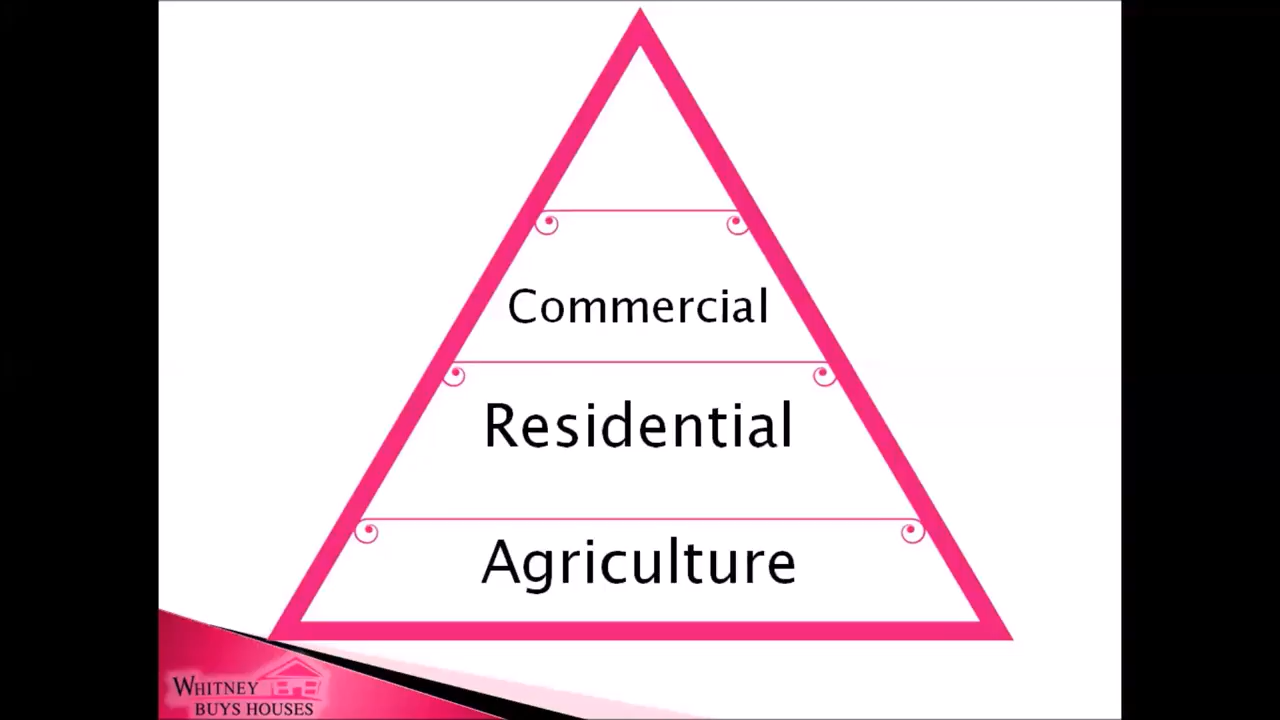 Commercial
Residential
Agriculture
WHITNEY
BUYS HOUSES